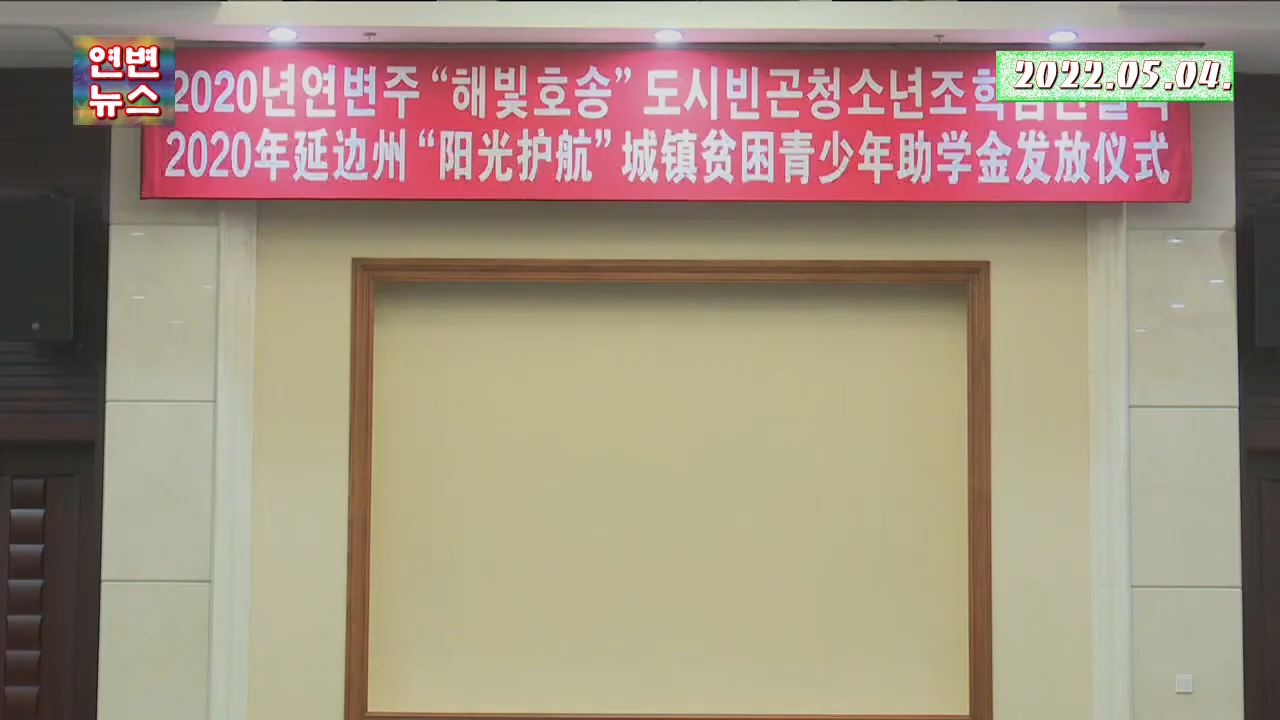 연변
뉴스
2022.05.04.
2020년연변주 “해빛호송” 도시빈곤청소년조학
2020年延边州 “阳光护航” 城镇贫困青少年助学金发放仪式